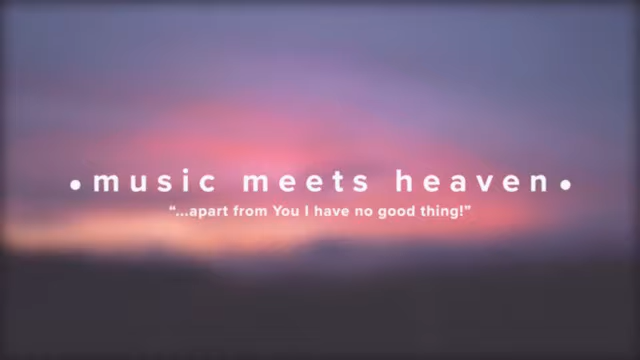 • music meets heaven •
“...apart from You I have no good thing!”